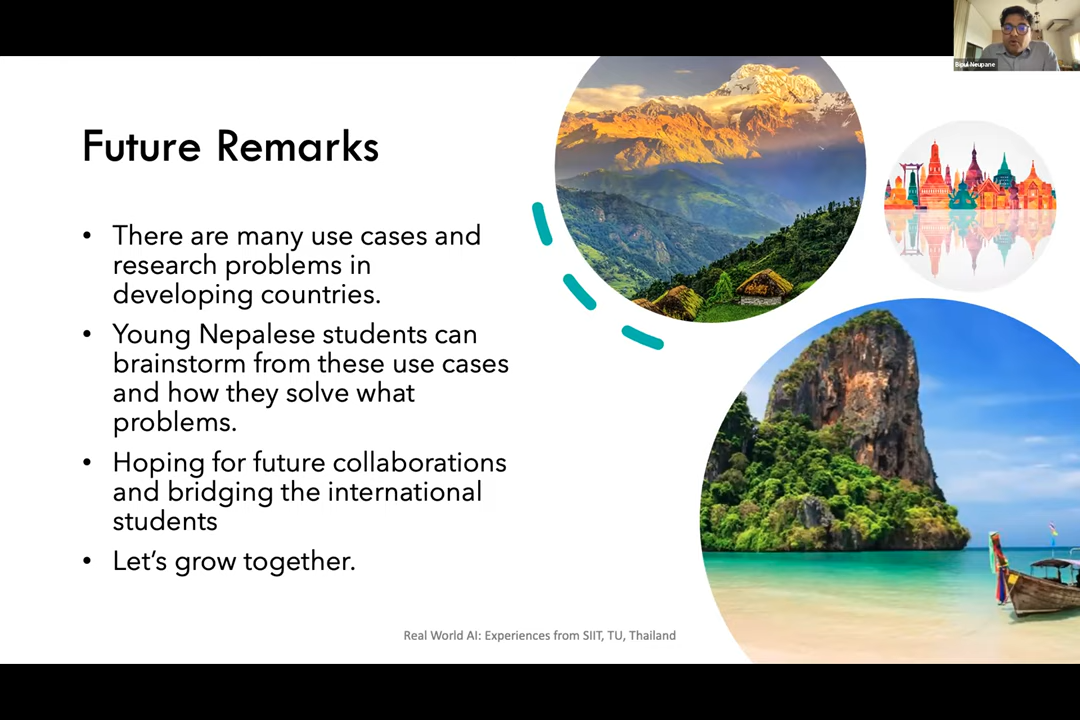 Bipul Neupane
Future Remarks
• There are many use cases and
research problems in
developing countries.
• Young Nepalese students can
brainstorm from these use cases
and how they solve what
problems.
• Hoping for future collaborations
and bridging the international
students
• Let’s grow together.
Real World AI: Experiences from SIIT, TU, Thailand